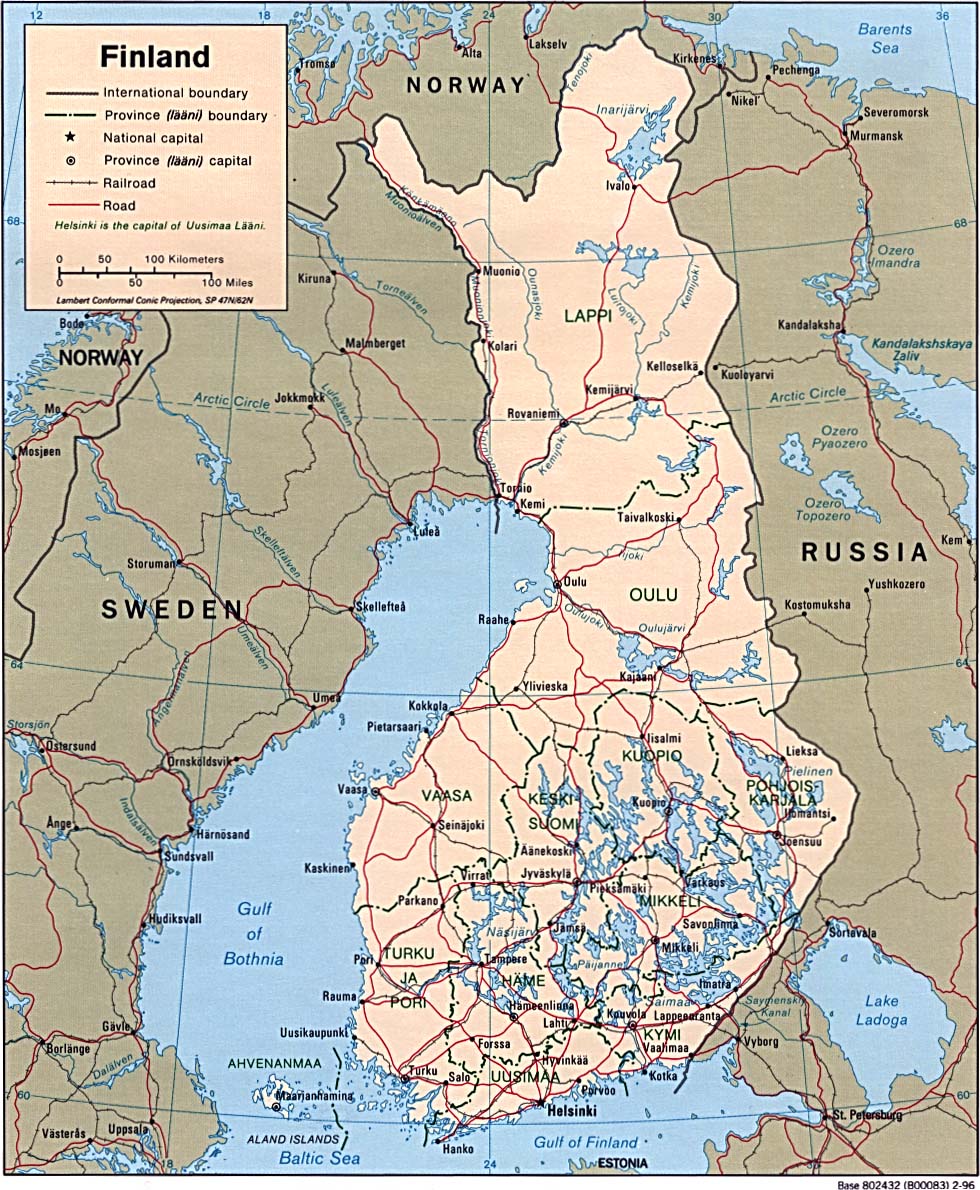 Finland
International boundary
Province (lääni) boundary
National capital
Province (lääni) capital
Railroad
Road
Helsinki is the capital of Uusimaa Lääni.
0 50 100 Kilometers
0 50 100 Miles
Lambert Conformal Conic Projection, SP 47N/62N
12
18
24
30
36
Barents
Sea
Lakselv
Alta
Tromsø
Kirkenes
Pechenga
NORWAY
Tenojoki
Nikel'
Inarijärvi
Severomorsk
Murmansk
Ivalo
Könkämäeno
Muonioälven
68
68
Ozero
Imandra
Kiruna
Muonio
Torneälven
Ounasjoki
Kemijoki
Luirojoki
Muonionjoki
LAPPI
Bodø
Kandalaksha
NORWAY
Malmberget
Kolari
Kandalakshskaya
Zaliv
Kelloselkä
Kuoloyarvi
Luleälven
Kemijärvi
Arctic Circle
Jokkmokk
Arctic Circle
Mo
Rovaniemi
Ozero
Pyaozero
Mosjøen
Kemijoki
Tornionjoki
Tornio
Kemi
Ozero
Topozero
Taivalkoski
Luleå
Skellefteälven
Kem'
RUSSIA
Iijoki
Storuman
Oulu
Yushkozero
OULU
SWEDEN
Skellefteå
Kostomuksha
Raahe
Oulujoki
Oulujärvi
Umeälven
64
64
Kajaani
Ylivieska
Ångermanälven
Umeå
Kokkola
Storsjön
Pietarsaari
Östersund
Iisalmi
Lieksa
Örnsköldsvik
KUOPIO
Pielinen
POHJOIS-
KARJALA
Vaasa
VAASA
KESKI-
SUOMI
Kuopio
Indalsälven
Ilomantsi
Ånge
Härnösand
Seinäjoki
Joensuu
Sundsvall
Äänekoski
Kaskinen
Virrat
Jyväskylä
Pieksämäki
Varkaus
Parkano
MIKKELI
Gulf
of
Bothnia
Hudiksvall
Näsijärvi
Jämsä
Savonlinna
Sortavala
Mikkeli
TURKU
JA
PORI
Pori
Tampere
Päijänne
HÄME
Imatra
Rauma
Hämeenlinna
Saimaa
Saymenskiy
Kanal
Lake
Ladoga
Lahti
Kouvola
Lappeenranta
Gävle
Uusikaupunki
KYMI
Borlänge
Forssa
Vaalimaa
Vyborg
Hyvinkää
Dalälven
AHVENANMAA
Turku
Salo
UUSIMAA
Kotka
Porvoo
60
60
Maarianhamina
Helsinki
St. Petersburg
Västerås
Uppsala
ALAND ISLANDS
Hanko
Gulf of Finland
Baltic Sea
18
24
30
ESTONIA
Base 802432 (B00083) 2-96